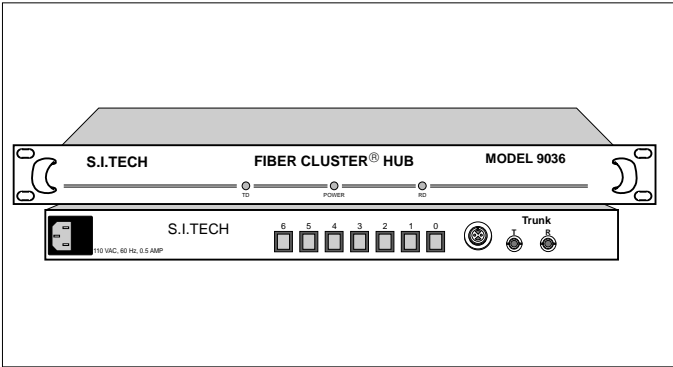 S.I.TECH FIBER CLUSTER® HUB MODEL 9036
TD POWER RD
S.I.TECH 6 5 4 3 2 1 0 Trunk
T R
110 VAC, 60 Hz, 0.5 AMP